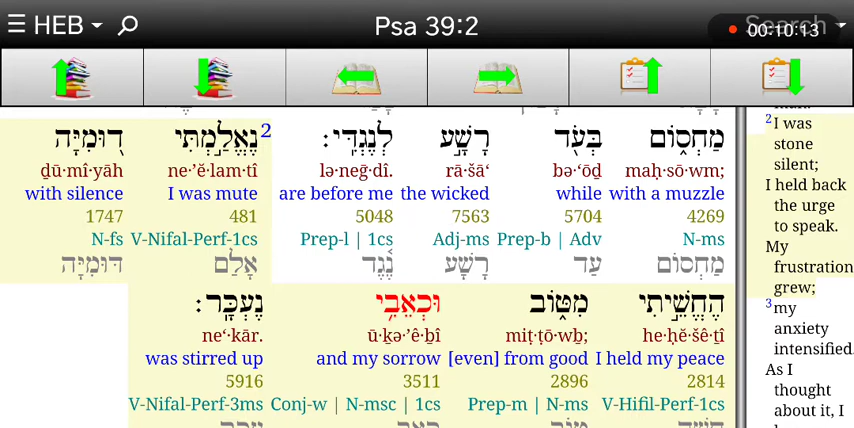 ☰ HEB Psa 39:2 Search
00:10:13
מַחְס֑וֹם בְּעֹ֖ד רָשָׁ֣ע לְנֶגְדִּֽי׃ 2 נֶאֱלַ֣מְתִּי ד֭וּמִיָּה
ḏū·mî·yāh ne·’ĕ·lam·tî lə·neḡ·dî. rā·šā‘ bə·‘ōḏ maḥ·sō·wm;
with silence I was mute are before me the wicked while with a muzzle
1747 481 5048 7563 5704 4269
N-fs V-Nifal-Perf-1cs Prep-l | 1cs Adj-ms Prep-b | Adv N-ms
מַחְסוֹם עַד רָשָׁע נֶגֶד אָלַם דּוּמִיָּה
הֶחֱשֵׁ֣יתִי מִטּ֑וֹב וּכְאֵבִ֥י נֶעְכָּֽר׃
ne‘·kār. ū·ḵə·’ê·ḇî miṭ·ṭō·wḇ; he·ḥĕ·šê·ṯî
was stirred up and my sorrow [even] from good I held my peace
5916 3511 2896 2814
V-Nifal-Perf-3ms Conj-w | N-msc | 1cs Prep-m | N-ms V-Hifil-Perf-1cs
2 I was
stone
silent;
I held back
the urge
to speak.
My
frustration
grew;
3 my
anxiety
intensified.
As I
thought
about it, I